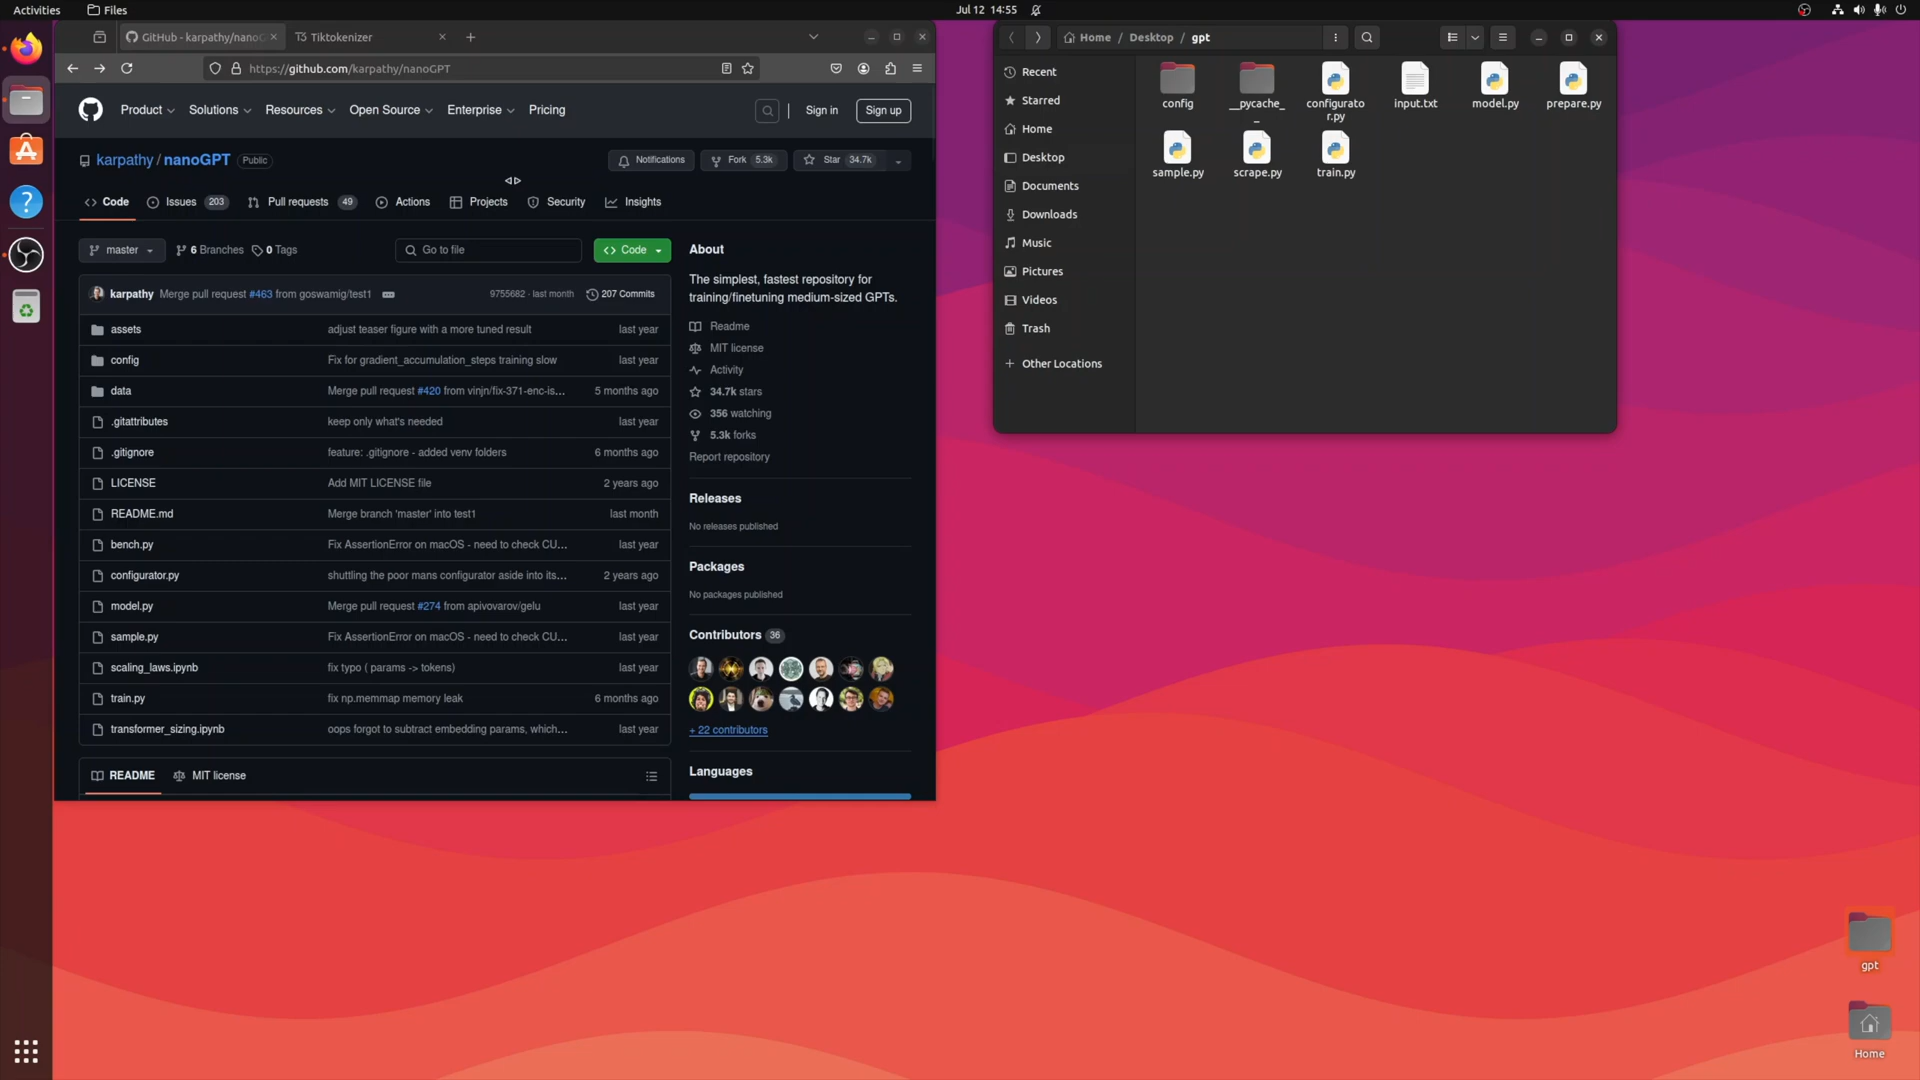 Activities
Files
Jul 12 14:55
GitHub - karpathy/nanoG
Tiktokenizer
https://github.com/karpathy/nanoGPT
Product
Solutions
Resources
Open Source
Enterprise
Pricing
Sign in
Sign up
karpathy / nanoGPT Public
Notifications
Fork 5.3k
Star 34.7k
Code
Issues 203
Pull requests 49
Actions
Projects
Security
Insights
master
6 Branches
0 Tags
Go to file
Code
karpathy Merge pull request #463 from goswamig/test1 9755682 · last month 207 Commits
assets adjust teaser figure with a more tuned result last year
config Fix for gradient_accumulation_steps training slow last year
data Merge pull request #420 from vinjn/fix-371-enc-is... 5 months ago
.gitattributes keep only what's needed last year
.gitignore feature: .gitignore - added venv folders 6 months ago
LICENSE Add MIT LICENSE file 2 years ago
README.md Merge branch 'master' into test1 last month
bench.py Fix AssertionError on macOS - need to check CU... last year
configurator.py shuttling the poor mans configurator aside into its... 2 years ago
model.py Merge pull request #274 from apivovarov/gelu last year
sample.py Fix AssertionError on macOS - need to check CU... last year
scaling_laws.ipynb fix typo ( params -> tokens) last year
train.py fix np.memmap memory leak 6 months ago
transformer_sizing.ipynb oops forgot to subtract embedding params, which... last year
README
MIT license
About
The simplest, fastest repository for
training/finetuning medium-sized GPTs.
Readme
MIT license
Activity
34.7k stars
356 watching
5.3k forks
Report repository
Releases
No releases published
Packages
No packages published
Contributors 36
+ 22 contributors
Languages
Home / Desktop / gpt
Recent
Starred
Home
Desktop
Documents
Downloads
Music
Pictures
Videos
Trash
Other Locations
config
__pycache_
_
configurato
r.py
input.txt
model.py
prepare.py
sample.py
scrape.py
train.py
gpt
Home